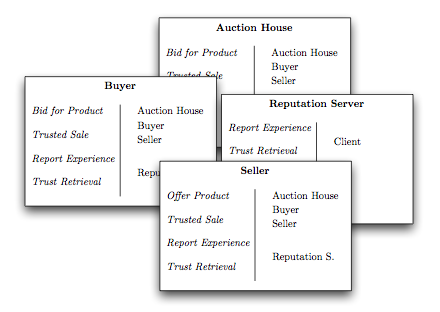 Auction House
Bid for Product
Trusted Sale
Auction House
Buyer
Seller
Buyer
Bid for Product
Trusted Sale
Report Experience
Trust Retrieval
Auction House
Buyer
Seller
Reputation Server
Report Experience
Trust Retrieval
Client
Seller
Offer Product
Trusted Sale
Report Experience
Trust Retrieval
Auction House
Buyer
Seller
Reputation S.